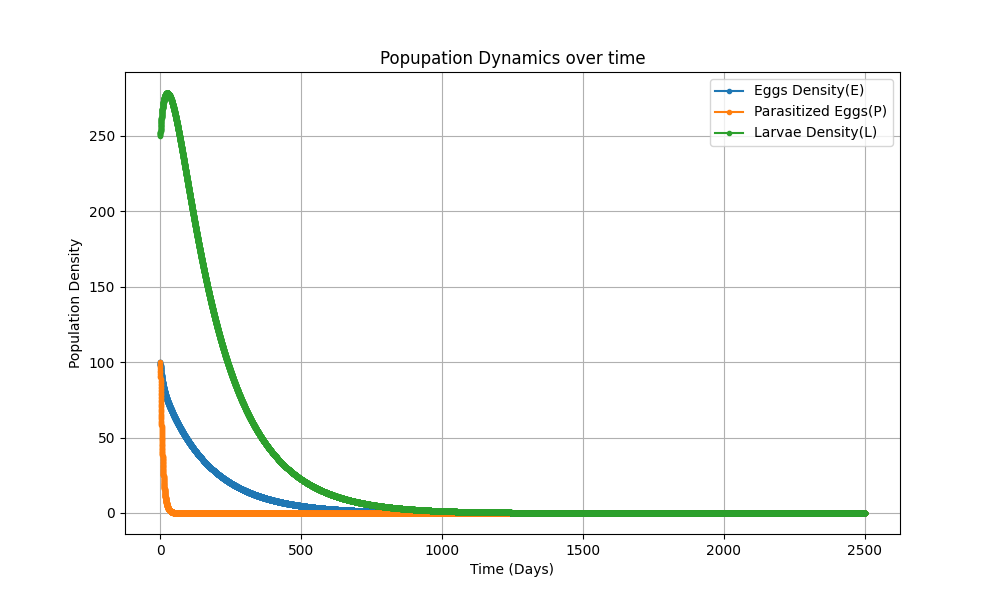 Popupation Dynamics over time
Eggs Density(E)
Parasitized Eggs(P)
Larvae Density(L)
Population Density
250
200
150
100
50
0
0 500 1000 1500 2000 2500
Time (Days)